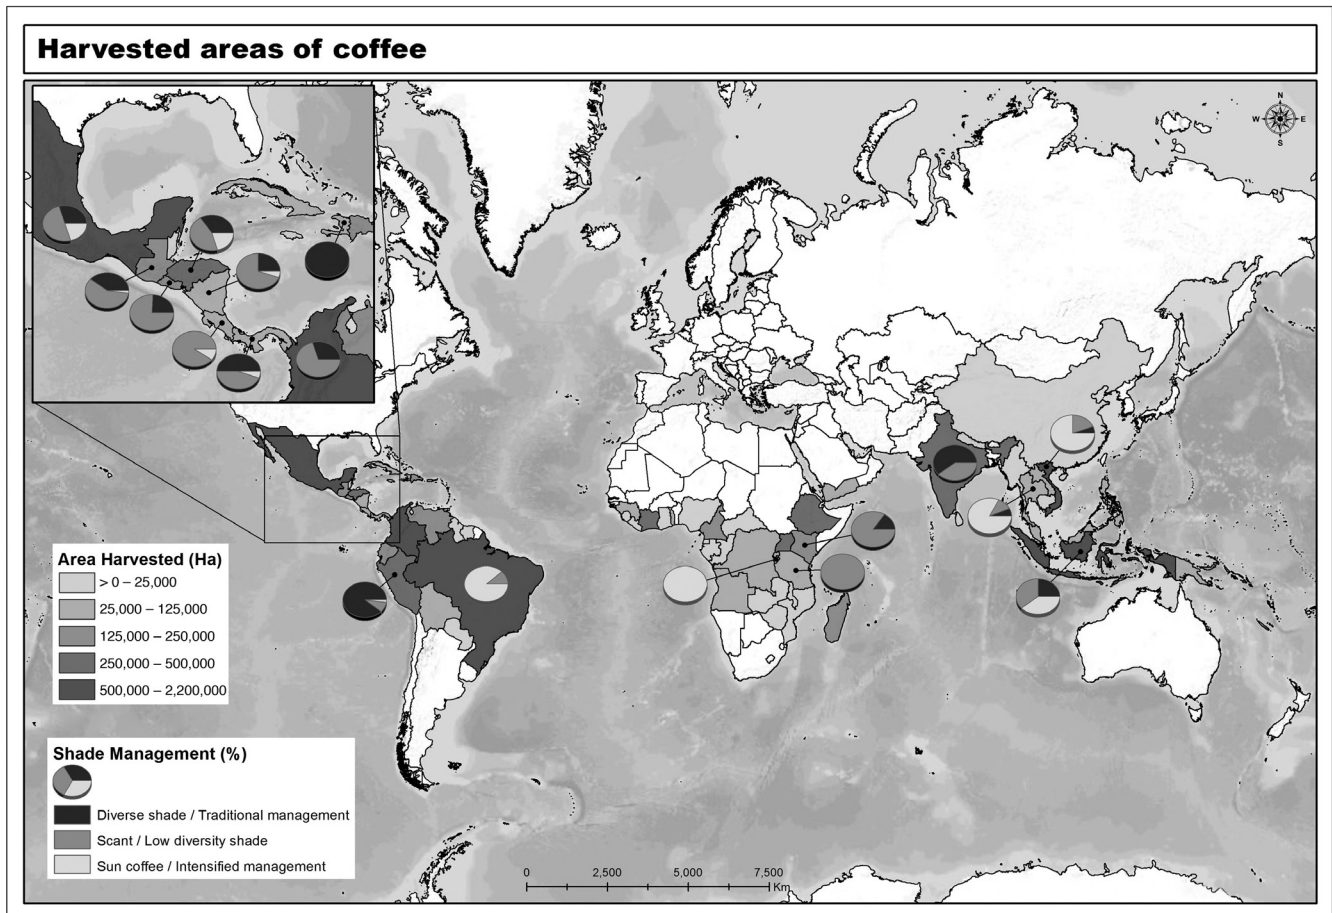 Harvested areas of coffee
N
W E
S
Area Harvested (Ha)
> 0 – 25,000
25,000 – 125,000
125,000 – 250,000
250,000 – 500,000
500,000 – 2,200,000
Shade Management (%)
Diverse shade / Traditional management
Scant / Low diversity shade
Sun coffee / Intensified management
0 2,500 5,000 7,500
Km